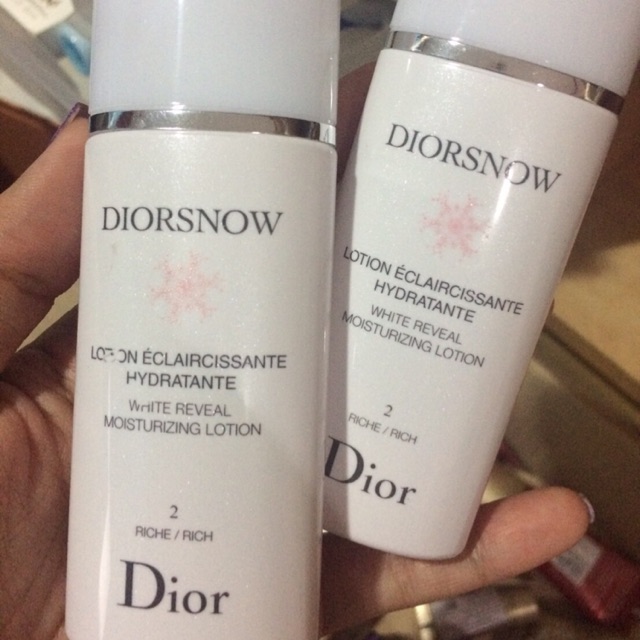 DIORSNOW
LOTION ÉCLAIRCISSANTE
HYDRATANTE
WHITE REVEAL
MOISTURIZING LOTION
2
RICHE / RICH
Dior
DIORSNOW
LOTION ÉCLAIRCISSANTE
HYDRATANTE
WHITE REVEAL
MOISTURIZING LOTION
2
RICHE / RICH
Dior